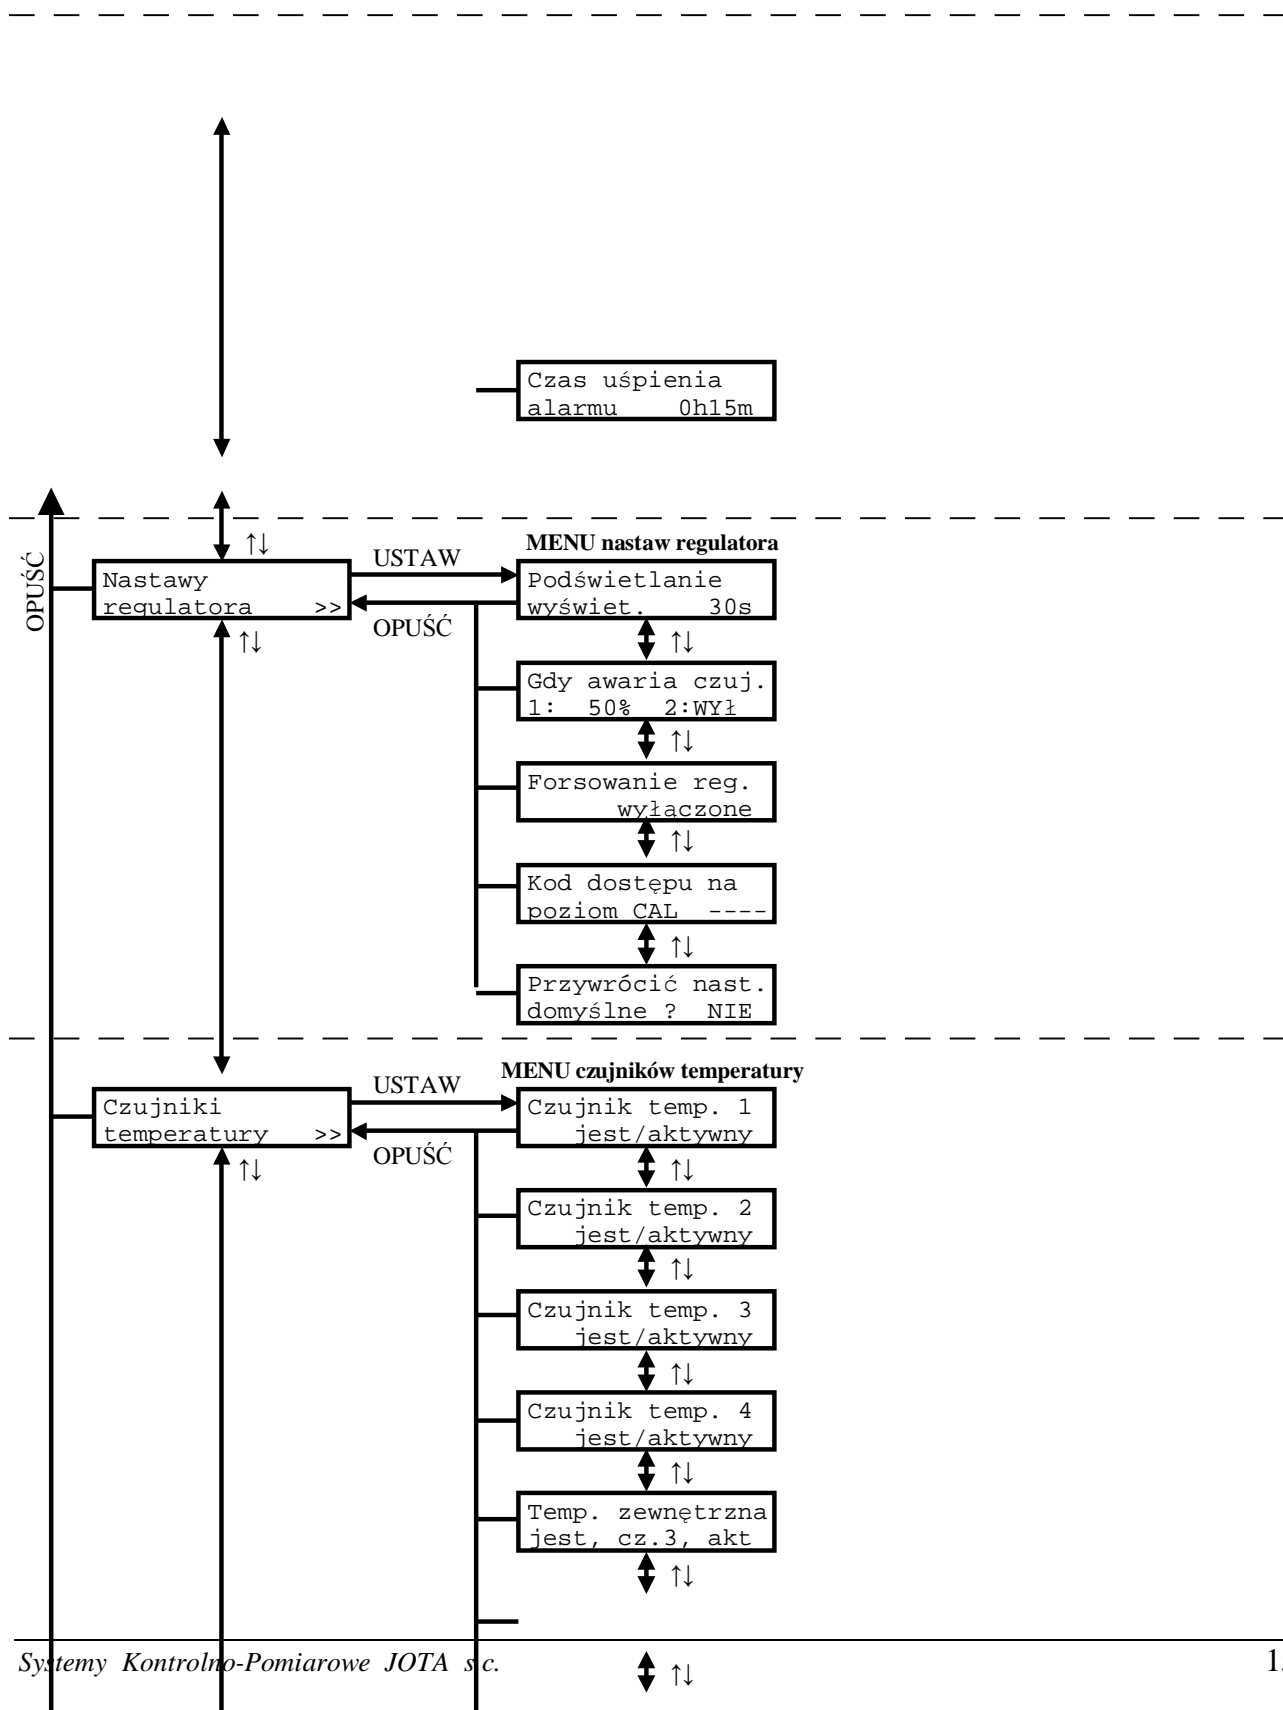 Czas uśpienia
alarmu 0h15m
OPUŚĆ
↑↓
MENU nastaw regulatora
USTAW
Nastawy
regulatora >>
Podświetlanie
wyświet. 30s
OPUŚĆ
↑↓
↑↓
Gdy awaria czuj.
1: 50% 2:WYł
↑↓
Forsowanie reg.
wyłączone
↑↓
Kod dostępu na
poziom CAL ----
↑↓
Przywrócić nast.
domyślne ? NIE
MENU czujników temperatury
USTAW
Czujniki
temperatury >>
Czujnik temp. 1
jest/aktywny
OPUŚĆ
↑↓
↑↓
Czujnik temp. 2
jest/aktywny
↑↓
Czujnik temp. 3
jest/aktywny
↑↓
Czujnik temp. 4
jest/aktywny
↑↓
Temp. zewnętrzna
jest, cz.3, akt
↑↓
Systemy Kontrolno-Pomiarowe JOTA s.c.
↑↓